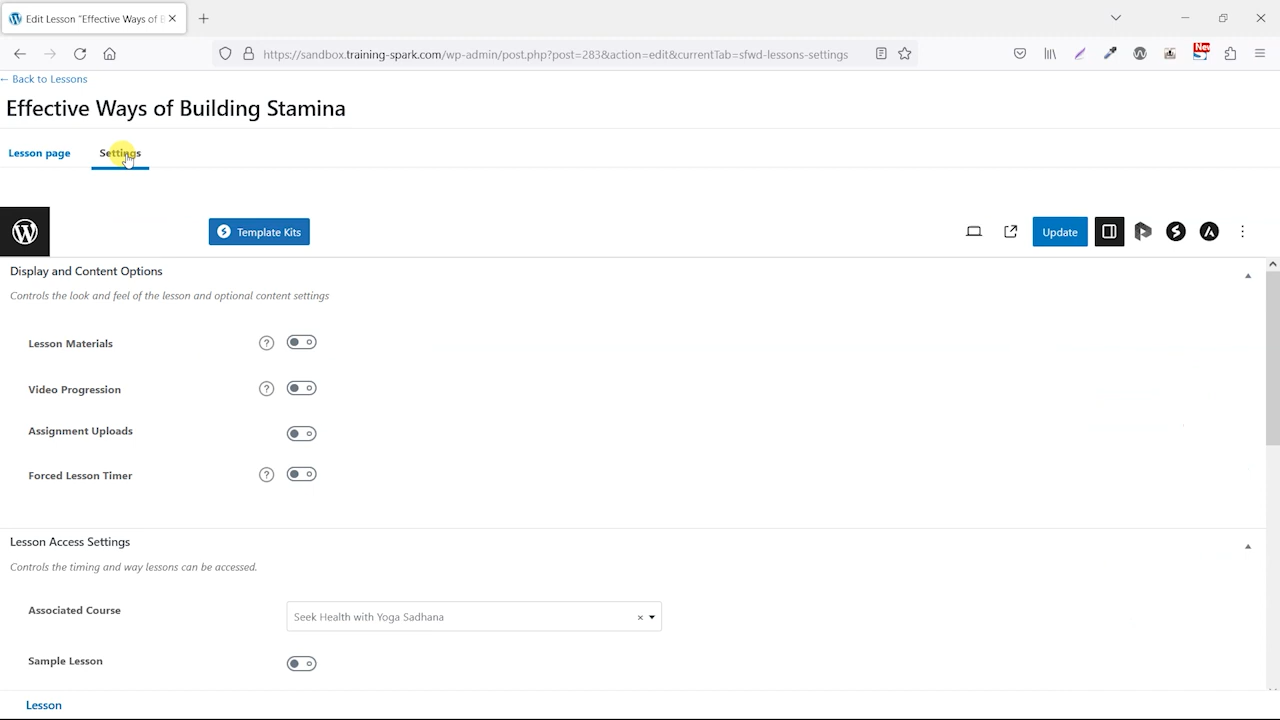 Edit Lesson "Effective Ways of B
https://sandbox.training-spark.com/wp-admin/post.php?post=283&action=edit&currentTab=sfwd-lessons-settings
New
← Back to Lessons
Effective Ways of Building Stamina
Lesson page
Settings
Template Kits
Update
Display and Content Options
Controls the look and feel of the lesson and optional content settings
Lesson Materials
Video Progression
Assignment Uploads
Forced Lesson Timer
Lesson Access Settings
Controls the timing and way lessons can be accessed.
Associated Course
Seek Health with Yoga Sadhana
Sample Lesson
Lesson